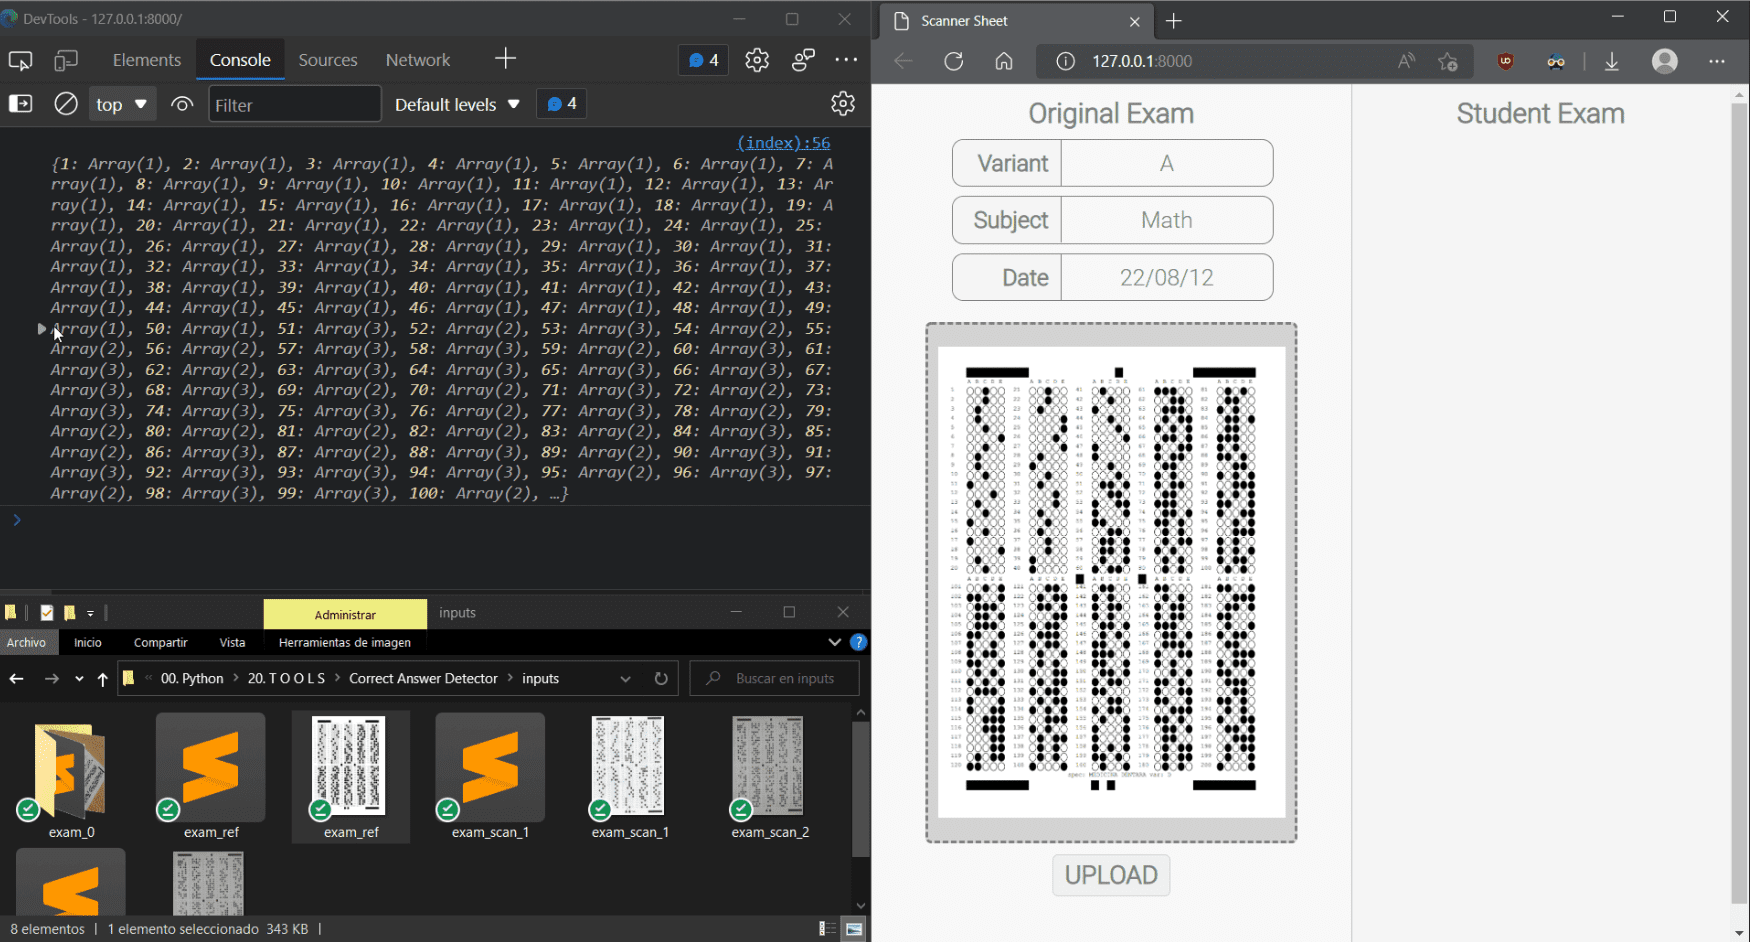 DevTools - 127.0.0.1:8000/
Elements Console Sources Network 4
top Filter Default levels 4
(index):56
{1: Array(1), 2: Array(1), 3: Array(1), 4: Array(1), 5: Array(1), 6: Array(1), 7: A
rray(1), 8: Array(1), 9: Array(1), 10: Array(1), 11: Array(1), 12: Array(1), 13: Ar
ray(1), 14: Array(1), 15: Array(1), 16: Array(1), 17: Array(1), 18: Array(1), 19: A
rray(1), 20: Array(1), 21: Array(1), 22: Array(1), 23: Array(1), 24: Array(1), 25:
Array(1), 26: Array(1), 27: Array(1), 28: Array(1), 29: Array(1), 30: Array(1), 31:
Array(1), 32: Array(1), 33: Array(1), 34: Array(1), 35: Array(1), 36: Array(1), 37:
Array(1), 38: Array(1), 39: Array(1), 40: Array(1), 41: Array(1), 42: Array(1), 43:
Array(1), 44: Array(1), 45: Array(1), 46: Array(1), 47: Array(1), 48: Array(1), 49:
Array(1), 50: Array(1), 51: Array(3), 52: Array(2), 53: Array(3), 54: Array(2), 55:
Array(2), 56: Array(2), 57: Array(3), 58: Array(3), 59: Array(2), 60: Array(3), 61:
Array(3), 62: Array(2), 63: Array(3), 64: Array(3), 65: Array(3), 66: Array(3), 67:
Array(3), 68: Array(3), 69: Array(2), 70: Array(2), 71: Array(3), 72: Array(2), 73:
Array(3), 74: Array(3), 75: Array(3), 76: Array(2), 77: Array(3), 78: Array(2), 79:
Array(2), 80: Array(2), 81: Array(2), 82: Array(2), 83: Array(2), 84: Array(3), 85:
Array(2), 86: Array(3), 87: Array(2), 88: Array(3), 89: Array(2), 90: Array(3), 91:
Array(3), 92: Array(3), 93: Array(3), 94: Array(3), 95: Array(2), 96: Array(3), 97:
Array(2), 98: Array(3), 99: Array(3), 100: Array(2), …}
Administrar inputs
Archivo Inicio Compartir Vista Herramientas de imagen
« 00. Python > 20. T O O L S > Correct Answer Detector > inputs
Buscar en inputs
exam_0 exam_ref exam_ref exam_scan_1 exam_scan_1 exam_scan_2
8 elementos 1 elemento seleccionado 343 KB
Scanner Sheet
127.0.0.1:8000
Original Exam
Variant A
Subject Math
Date 22/08/12
UPLOAD
Student Exam